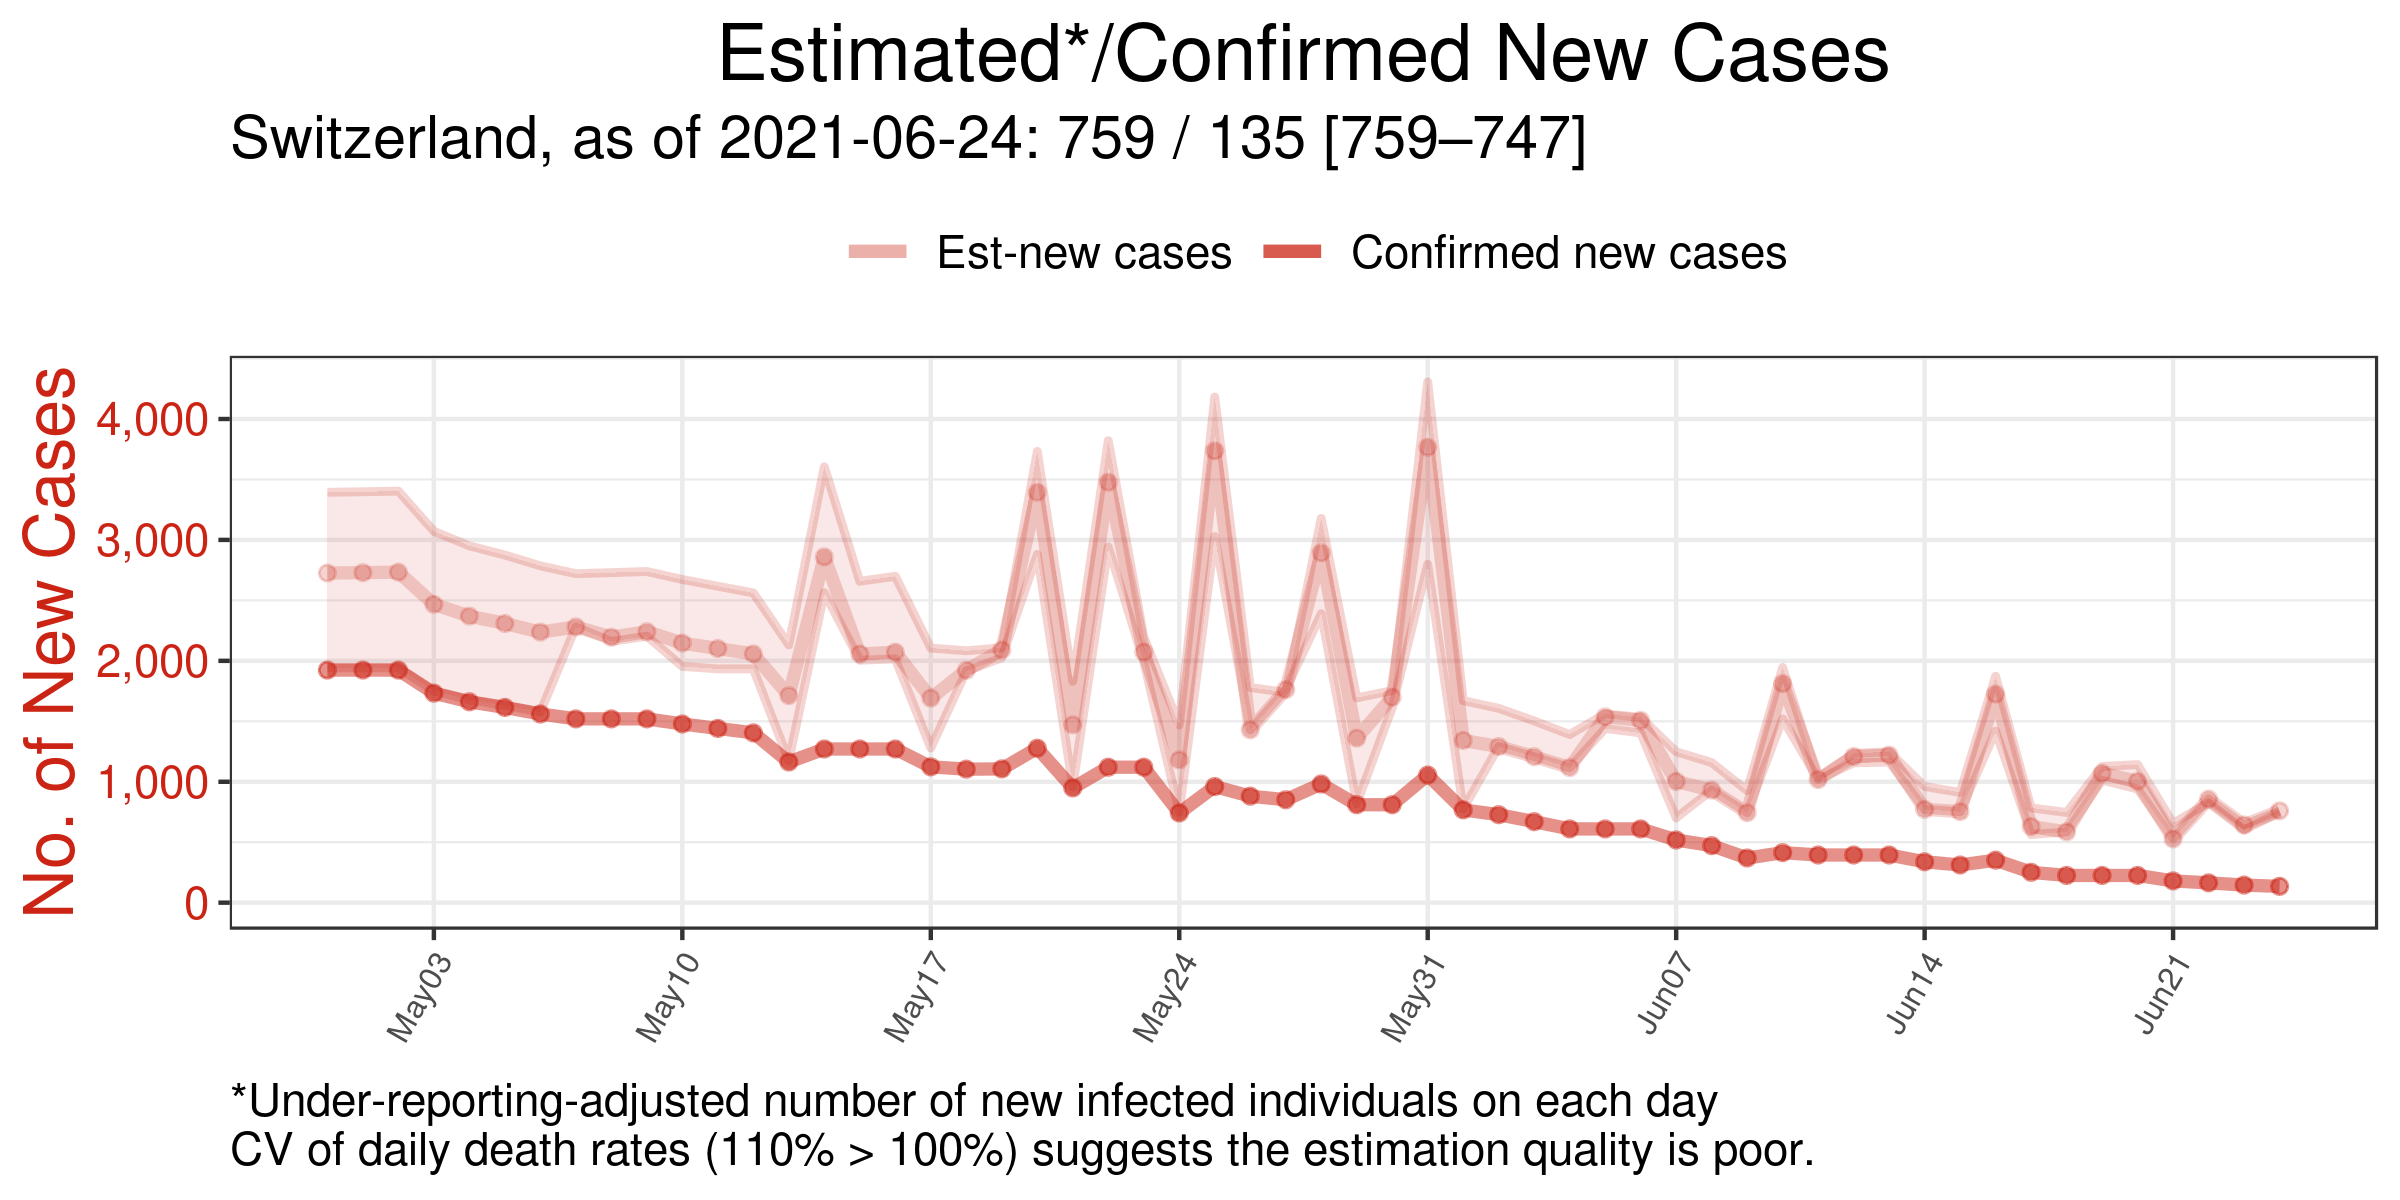 Estimated*/Confirmed New Cases
Switzerland, as of 2021-06-24: 759 / 135 [759–747]
Est-new cases
Confirmed new cases
No. of New Cases
4,000
3,000
2,000
1,000
0
May03
May10
May17
May24
May31
Jun07
Jun14
Jun21
*Under-reporting-adjusted number of new infected individuals on each day
CV of daily death rates (110% > 100%) suggests the estimation quality is poor.